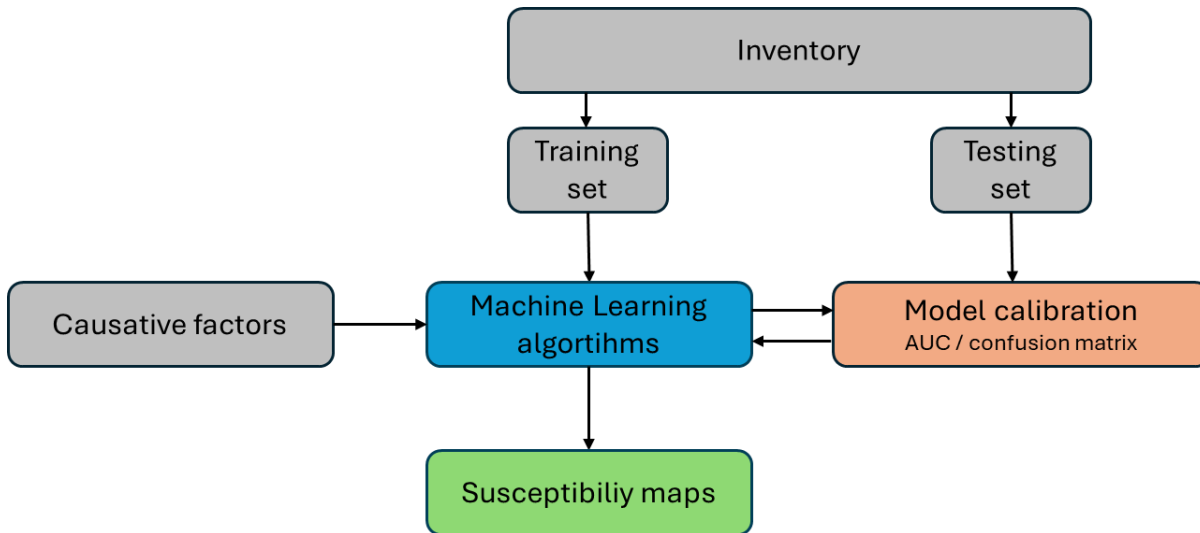 Inventory
Training
set
Testing
set
Causative factors
Machine Learning
algortihms
Model calibration
AUC / confusion matrix
Susceptibiliy maps